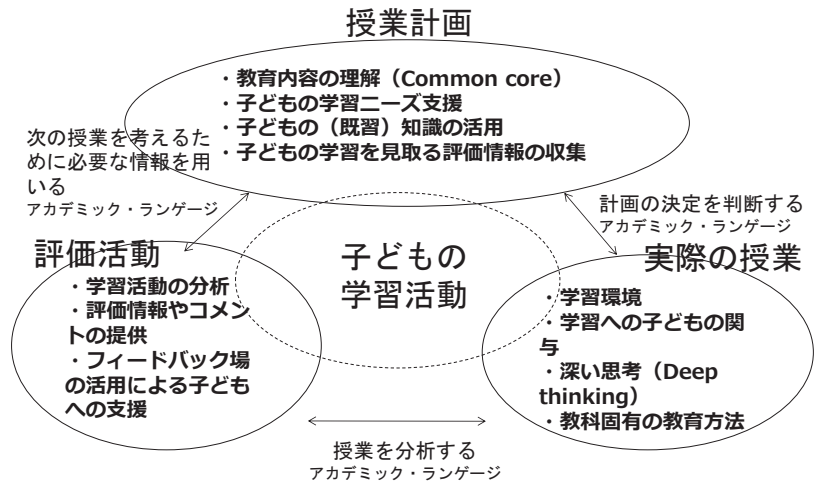 授業計画
・教育内容の理解（Common core）
・子どもの学習ニーズ支援
・子どもの（既習）知識の活用
・子どもの学習を見取る評価情報の収集
次の授業を考えるた
めに必要な情報を用
いる
アカデミック・ランゲージ
計画の決定を判断する
アカデミック・ランゲージ
評価活動
・学習活動の分析
・評価情報やコメン
トの提供
・フィードバック場
の活用による子ども
への支援
子どもの
学習活動
実際の授業
・学習環境
・学習への子どもの関
与
・深い思考（Deep
thinking）
・教科固有の教育方法
授業を分析する
アカデミック・ランゲージ